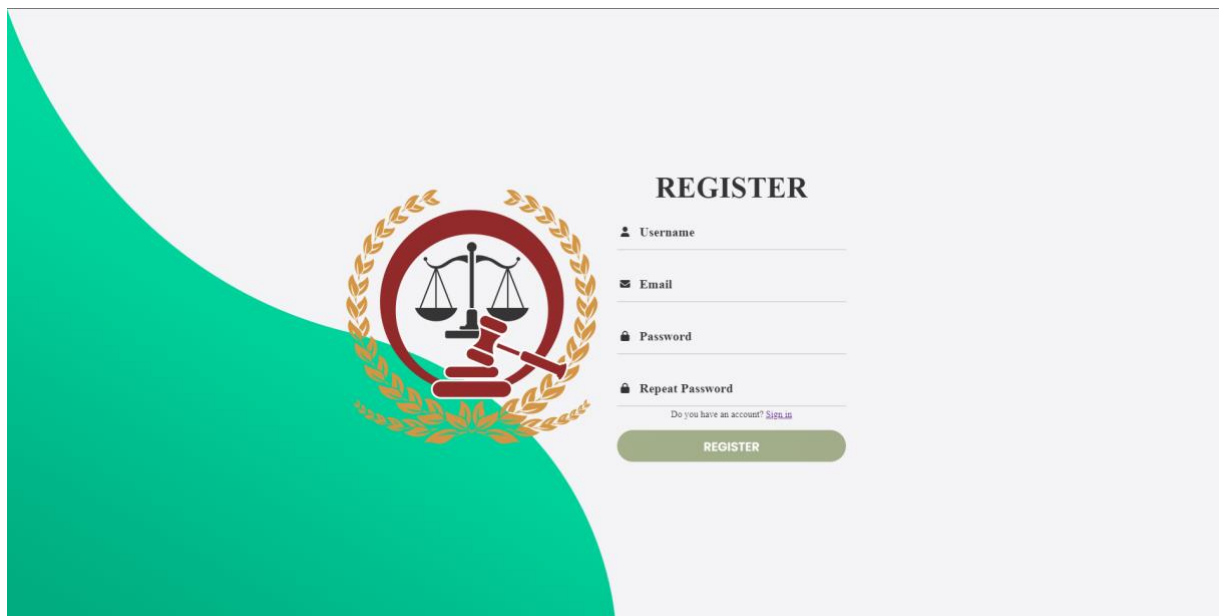 REGISTER
Username
Email
Password
Repeat Password
Do you have an account? Sign in
REGISTER